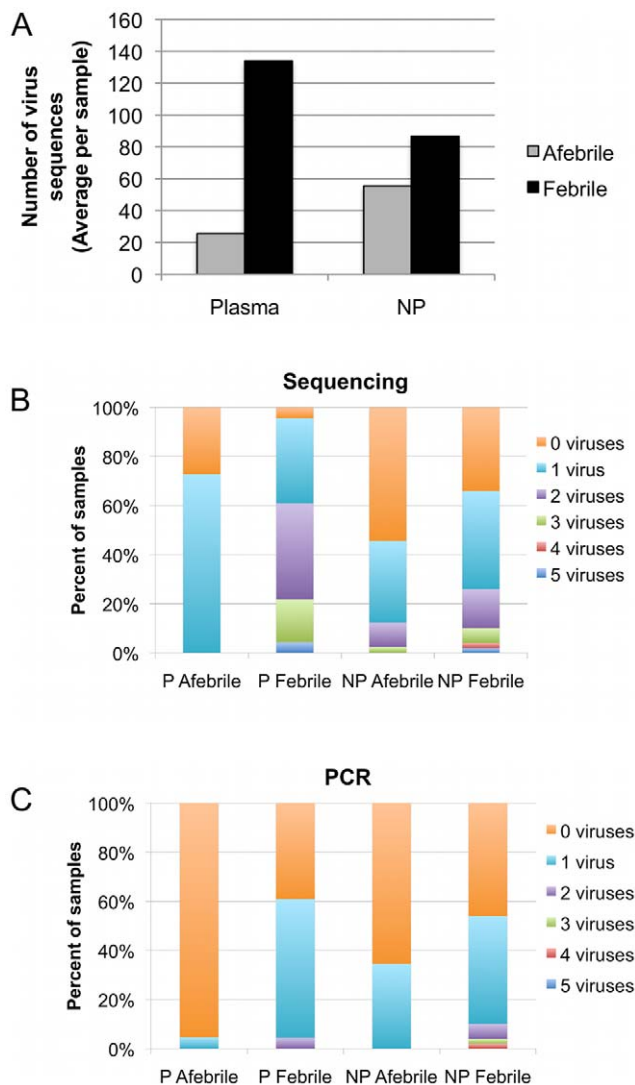 A
Number of virus
sequences
(Average per sample)
160
140
120
100
80
60
40
20
0
Plasma
NP
Afebrile
Febrile
B
Sequencing
Percent of samples
100%
80%
60%
40%
20%
0%
P Afebrile
P Febrile
NP Afebrile
NP Febrile
0 viruses
1 virus
2 viruses
3 viruses
4 viruses
5 viruses
C
PCR
Percent of samples
100%
80%
60%
40%
20%
0%
P Afebrile
P Febrile
NP Afebrile
NP Febrile
0 viruses
1 virus
2 viruses
3 viruses
4 viruses
5 viruses